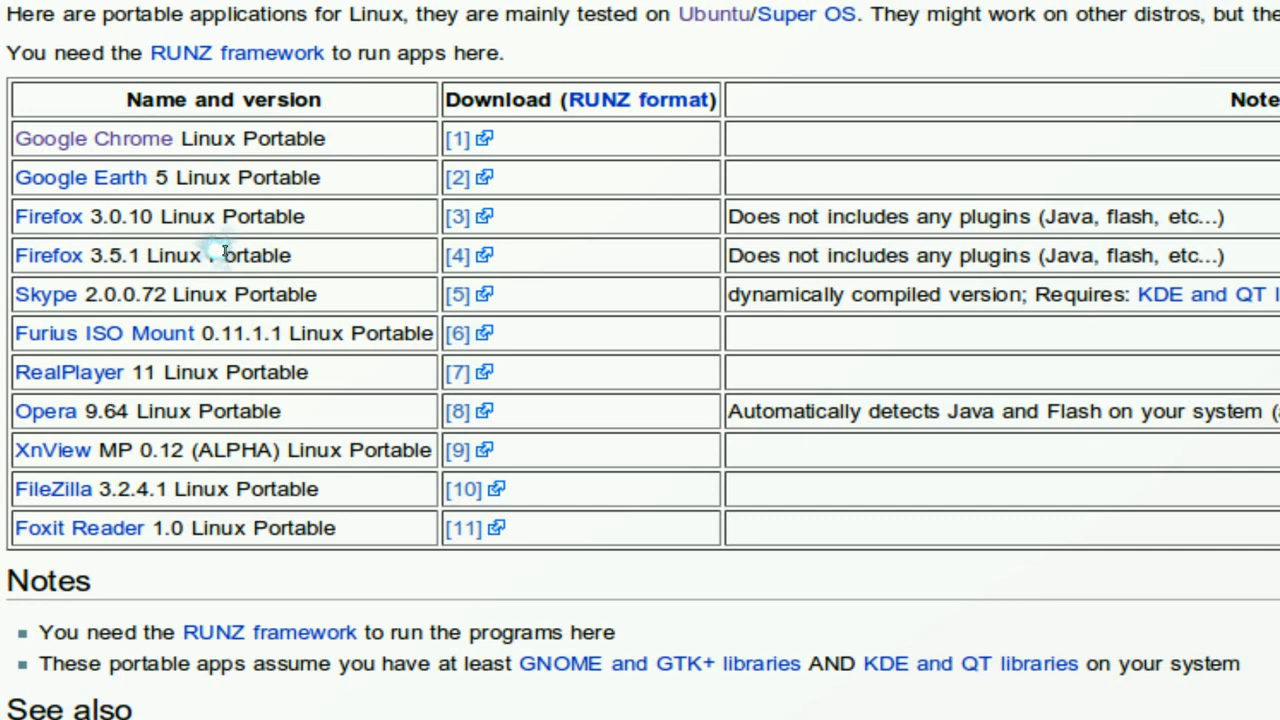 Here are portable applications for Linux, they are mainly tested on Ubuntu/Super OS. They might work on other distros, but
You need the RUNZ framework to run apps here.
Name and version Download (RUNZ format) Note
Google Chrome Linux Portable [1]
Google Earth 5 Linux Portable [2]
Firefox 3.0.10 Linux Portable [3] Does not includes any plugins (Java, flash, etc...)
Firefox 3.5.1 Linux Portable [4] Does not includes any plugins (Java, flash, etc...)
Skype 2.0.0.72 Linux Portable [5] dynamically compiled version; Requires: KDE and QT
Furius ISO Mount 0.11.1.1 Linux Portable [6]
RealPlayer 11 Linux Portable [7]
Opera 9.64 Linux Portable [8] Automatically detects Java and Flash on your system (
XnView MP 0.12 (ALPHA) Linux Portable [9]
FileZilla 3.2.4.1 Linux Portable [10]
Foxit Reader 1.0 Linux Portable [11]
Notes
You need the RUNZ framework to run the programs here
These portable apps assume you have at least GNOME and GTK+ libraries AND KDE and QT libraries on your system
See also